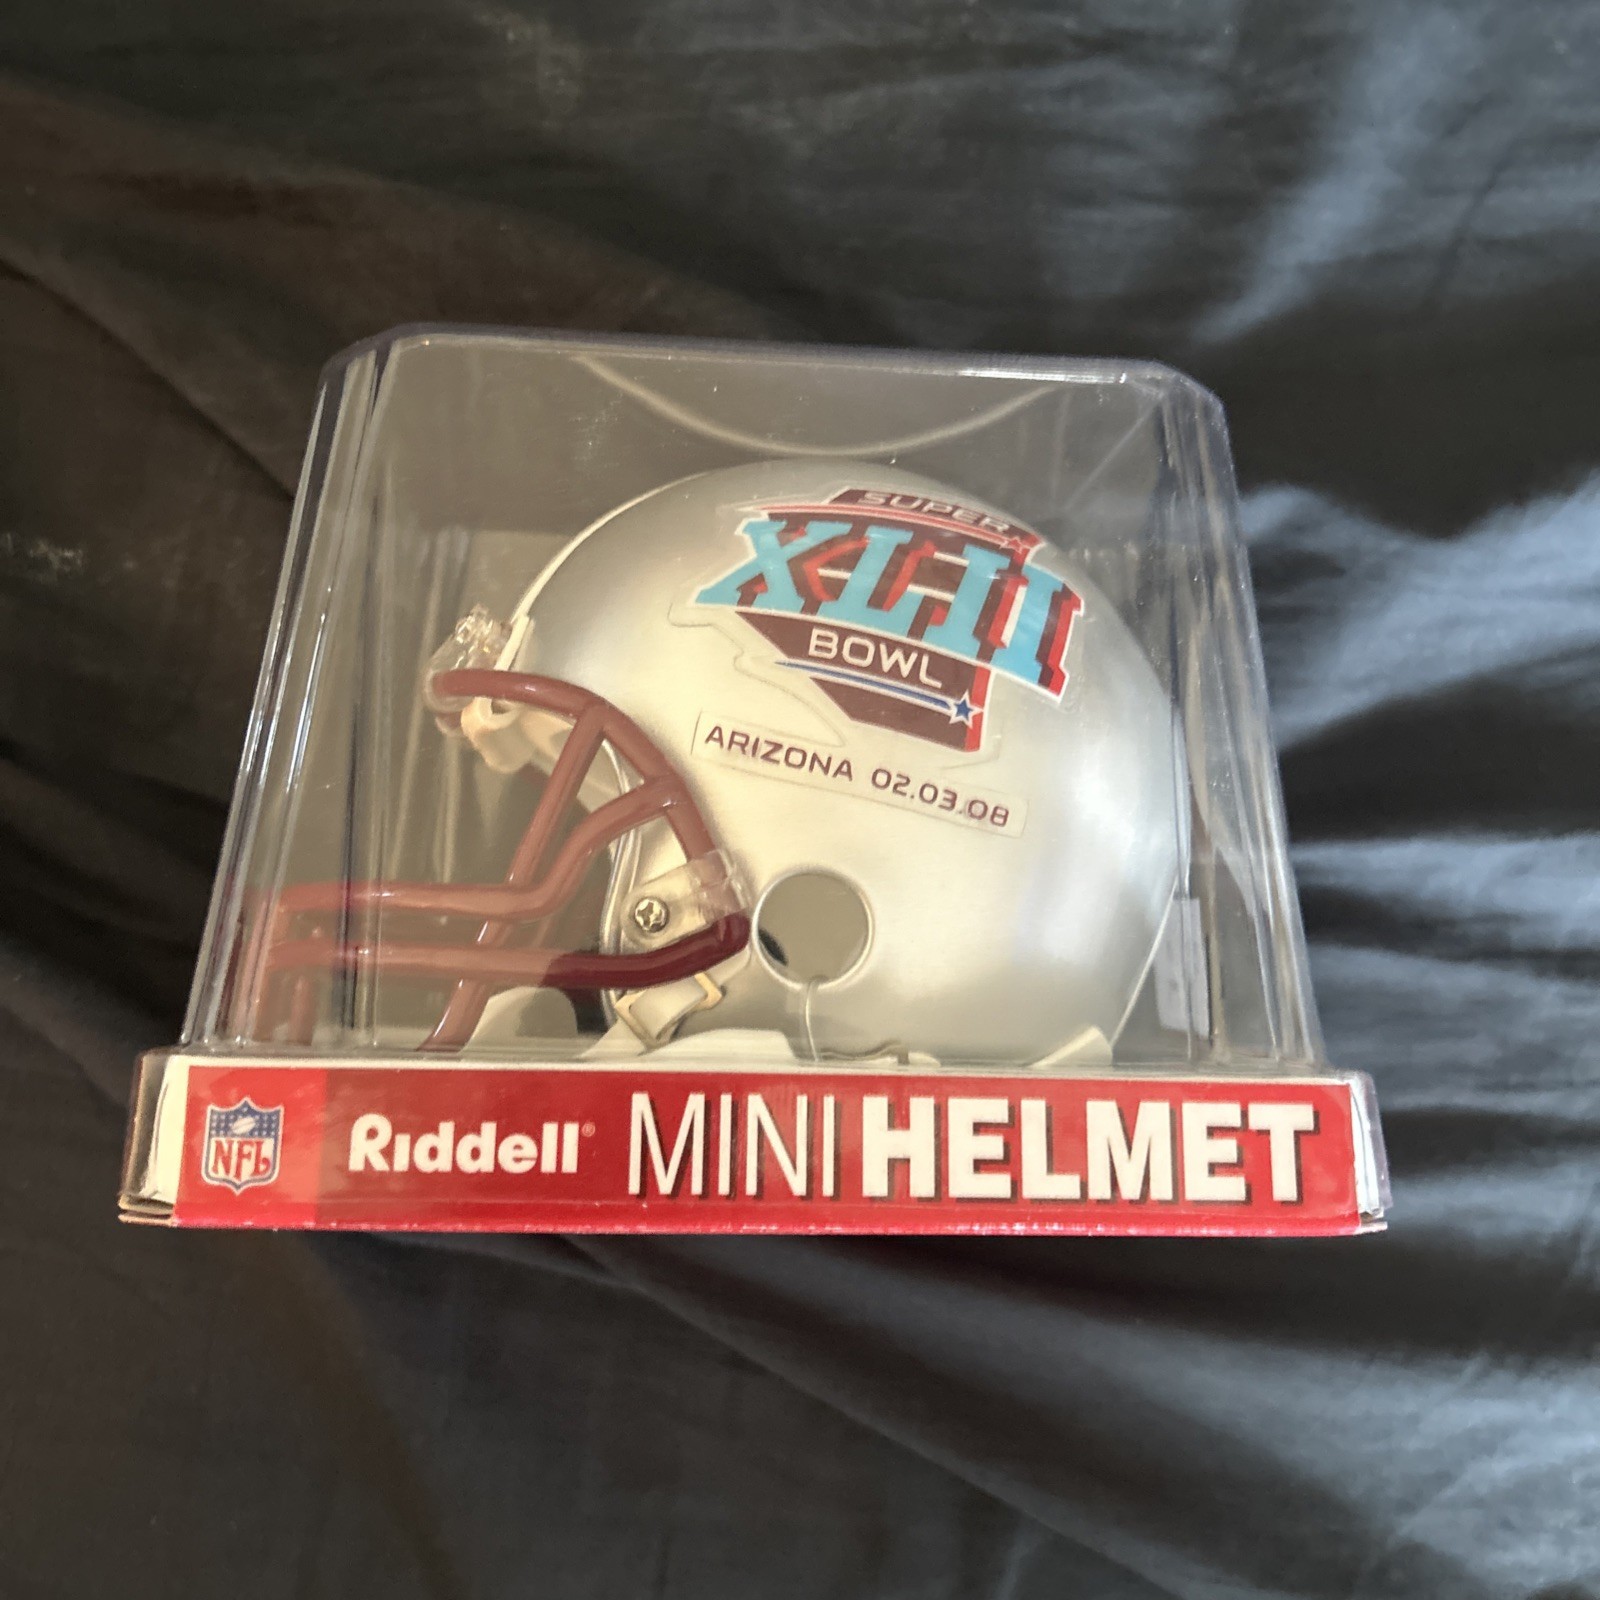 SUPER
XLII
BOWL
ARIZONA 02.03.08
NFL Riddell® MINI HELMET